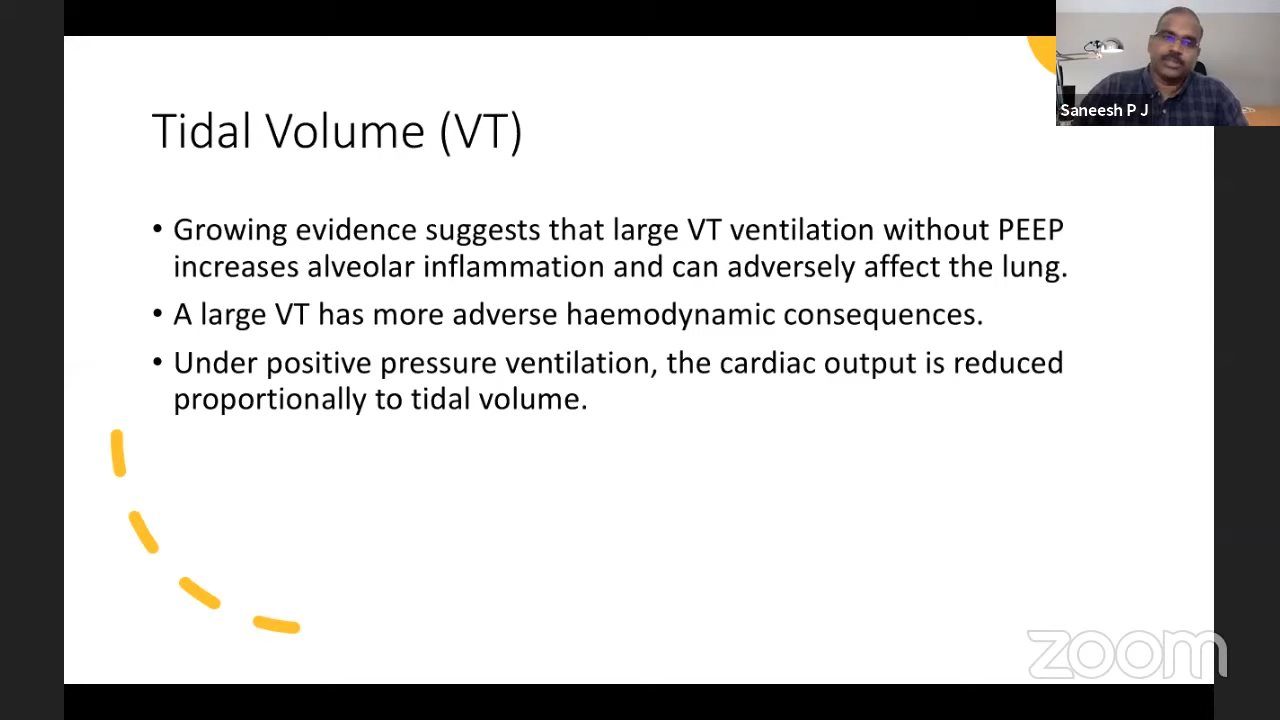 Saneesh P J
Tidal Volume (VT)
• Growing evidence suggests that large VT ventilation without PEEP
increases alveolar inflammation and can adversely affect the lung.
• A large VT has more adverse haemodynamic consequences.
• Under positive pressure ventilation, the cardiac output is reduced
proportionally to tidal volume.
zoom